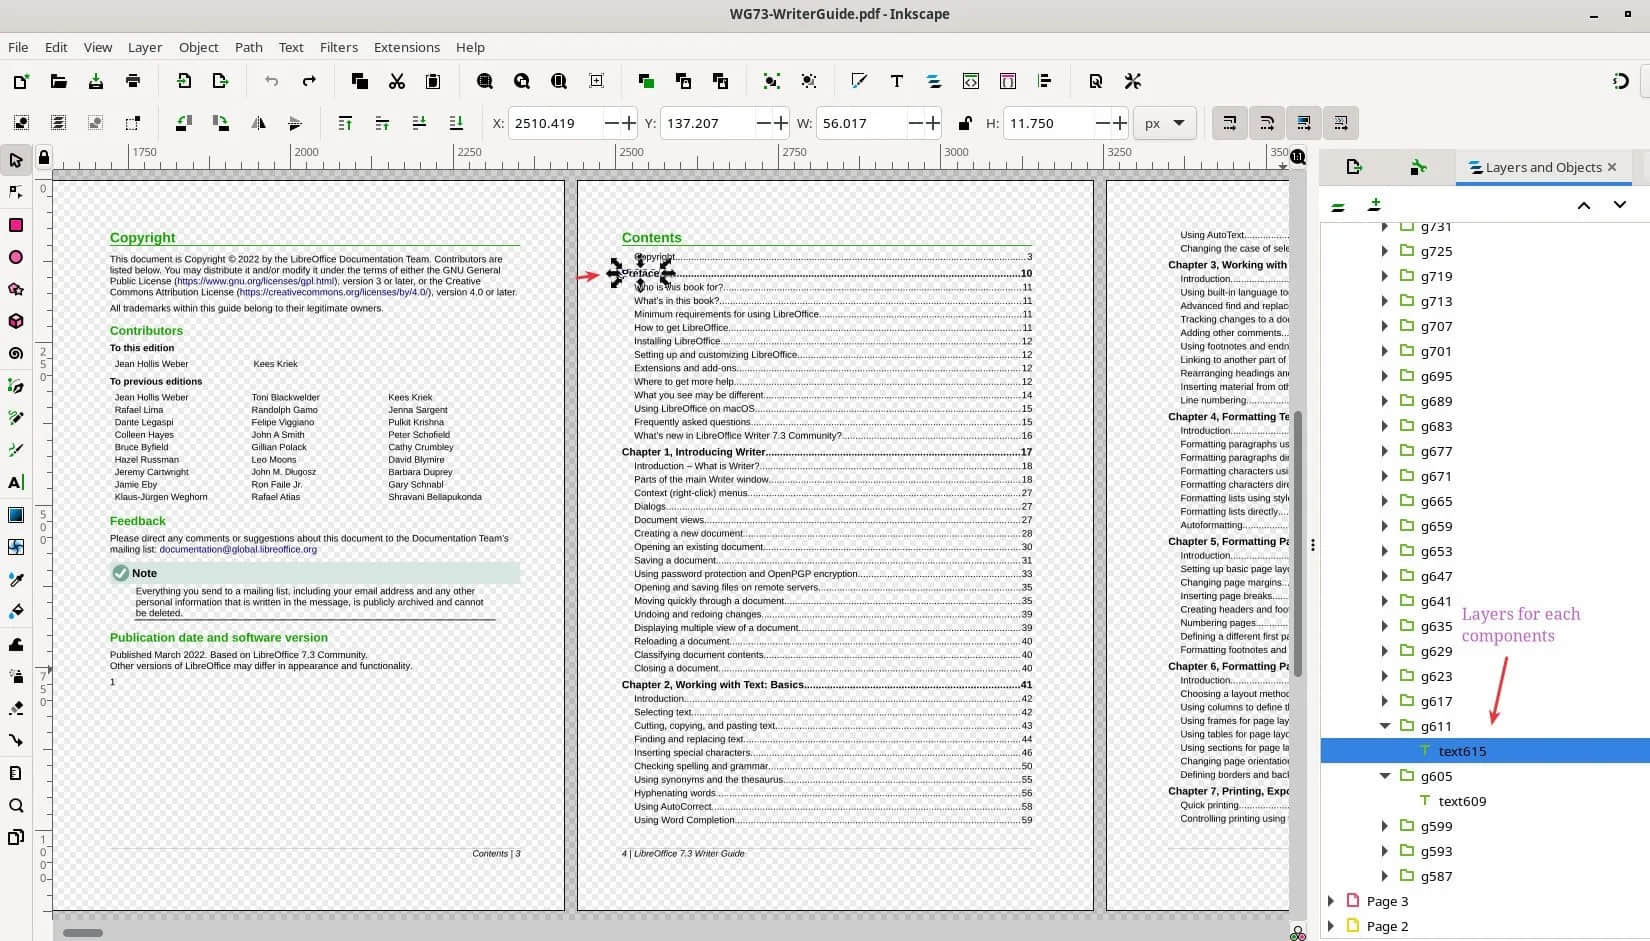 WG73-WriterGuide.pdf - Inkscape
File Edit View Layer Object Path Text Filters Extensions Help
X: 2510.419 Y: 137.207 W: 56.017 H: 11.750 px
1750 2000 2250 2500 2750 3000 3250 350
Layers and Objects
0
250
500
750
1000
Copyright
This document is Copyright © 2022 by the LibreOffice Documentation Team. Contributors are
listed below. You may distribute it and/or modify it under the terms of either the GNU General
Public License (https://www.gnu.org/licenses/gpl.html), version 3 or later, or the Creative
Commons Attribution License (https://creativecommons.org/licenses/by/4.0/), version 4.0 or later.
All trademarks within this guide belong to their legitimate owners.
Contributors
To this edition
Jean Hollis Weber Kees Kriek
To previous editions
Jean Hollis Weber Toni Blackwelder Kees Kriek
Rafael Lima Randolph Gamo Jenna Sargent
Dante Legaspi Felipe Viggiano Pulkit Krishna
Colleen Hayes John A Smith Peter Schofield
Bruce Byfield Gillian Polack Cathy Crumbley
Hazel Russman Leo Moons David Blymire
Jeremy Cartwright John M. Długosz Barbara Duprey
Jamie Eby Ron Faile Jr. Gary Schnabl
Klaus-Jürgen Weghorn Rafael Atias Shravani Bellapukonda
Feedback
Please direct any comments or suggestions about this document to the Documentation Team's
mailing list: documentation@global.libreoffice.org
Note
Everything you send to a mailing list, including your email address and any other
personal information that is written in the message, is publicly archived and cannot
be deleted.
Publication date and software version
Published March 2022. Based on LibreOffice 7.3 Community.
Other versions of LibreOffice may differ in appearance and functionality.
1
Contents | 3
Contents
Copyright 3
Preface 10
Who is this book for? 11
What's in this book? 11
Minimum requirements for using LibreOffice 11
How to get LibreOffice 11
Installing LibreOffice 12
Setting up and customizing LibreOffice 12
Extensions and add-ons 12
Where to get more help 12
What you see may be different 14
Using LibreOffice on macOS 15
Frequently asked questions 15
What's new in LibreOffice Writer 7.3 Community? 16
Chapter 1, Introducing Writer 17
Introduction – What is Writer? 18
Parts of the main Writer window 18
Context (right-click) menus 27
Dialogs 27
Document views 27
Creating a new document 28
Opening an existing document 30
Saving a document 31
Using password protection and OpenPGP encryption 33
Opening and saving files on remote servers 35
Moving quickly through a document 35
Undoing and redoing changes 39
Displaying multiple view of a document 39
Reloading a document 40
Classifying document contents 40
Closing a document 40
Chapter 2, Working with Text: Basics 41
Introduction 42
Selecting text 42
Cutting, copying, and pasting text 43
Finding and replacing text 44
Inserting special characters 46
Checking spelling and grammar 50
Using synonyms and the thesaurus 55
Hyphenating words 56
Using AutoCorrect 58
Using Word Completion 59
4 | LibreOffice 7.3 Writer Guide
Using AutoText
Changing the case of sele
Chapter 3, Working with
Introduction
Using built-in language to
Advanced find and replac
Tracking changes to a do
Adding other comments
Using footnotes and endn
Linking to another part of
Rearranging headings an
Inserting material from oth
Line numbering
Chapter 4, Formatting Te
Introduction
Formatting paragraphs us
Formatting paragraphs di
Formatting characters usi
Formatting characters dire
Formatting lists using style
Formatting lists directly
Autoformatting
Chapter 5, Formatting Pa
Introduction
Setting up basic page layo
Changing page margins
Inserting page breaks
Creating headers and foo
Numbering pages
Defining a different first pa
Formatting footnotes and
Chapter 6, Formatting Pa
Introduction
Choosing a layout method
Using columns to define t
Using frames for page lay
Using tables for page layo
Using sections for page la
Changing page orientatio
Defining borders and back
Chapter 7, Printing, Expo
Quick printing
Controlling printing using
g731
g725
g719
g713
g707
g701
g695
g689
g683
g677
g671
g665
g659
g653
g647
g641
g635
g629
g623
g617
g611
text615
g605
text609
g599
g593
g587
Page 3
Page 2
Layers for each
components